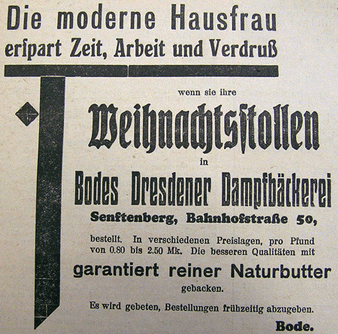 Die moderne Hausfrau
erspart Zeit, Arbeit und Verdruß
wenn sie ihre
Weihnachtsstollen
in
Bodes Dresdener Dampfbäckerei
Senftenberg, Bahnhofstraße 50,
bestellt. In verschiedenen Preislagen, pro Pfund
von 0.80 bis 2.50 Mk. Die besseren Qualitäten mit
garantiert reiner Naturbutter
gebacken.
Es wird gebeten, Bestellungen frühzeitig abzugeben.
Bode.